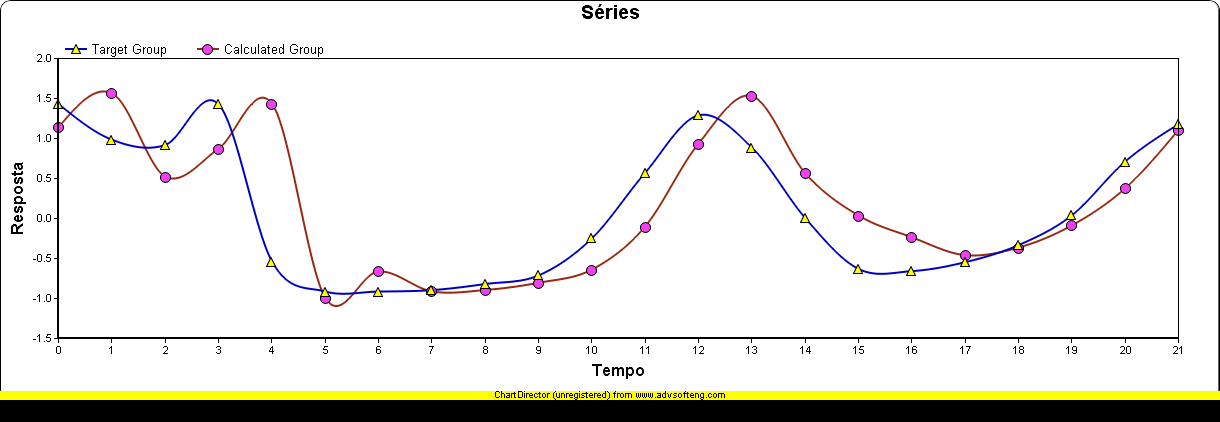 Séries
Target Group Calculated Group
2.0
1.5
1.0
0.5
0.0
-0.5
-1.0
-1.5
Resposta
0 1 2 3 4 5 6 7 8 9 10 11 12 13 14 15 16 17 18 19 20 21
Tempo
ChartDirector (unregistered) from www.advsofteng.com